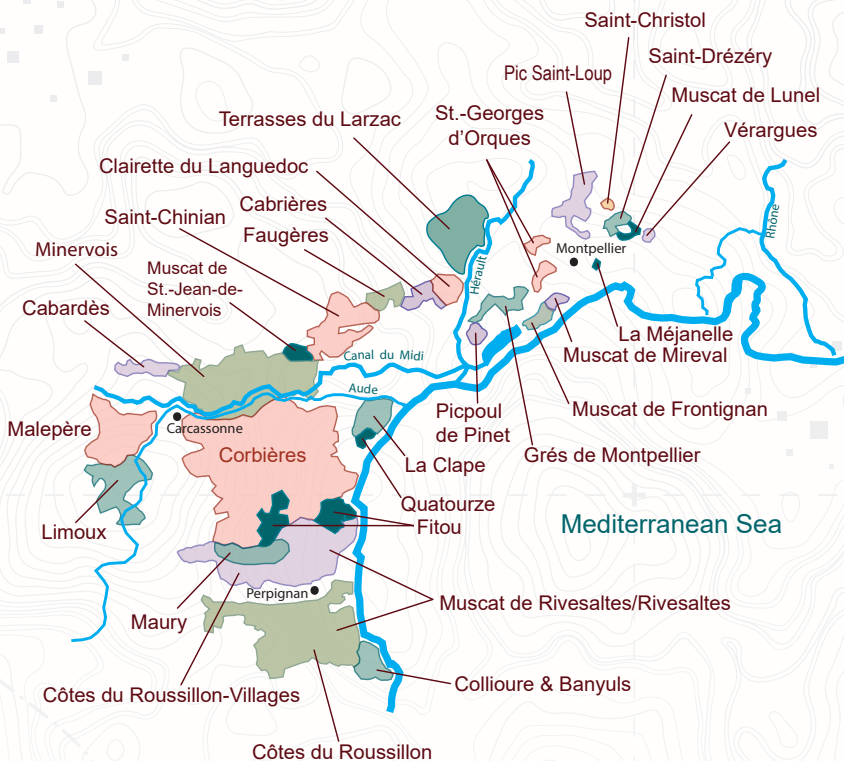 Saint-Christol
Pic Saint-Loup
Saint-Drézéry
Muscat de Lunel
Vérargues
St.-Georges
d'Orques
Terrasses du Larzac
Clairette du Languedoc
Cabrières
Saint-Chinian
Faugères
Minervois
Muscat de
St.-Jean-de-
Minervois
Cabardès
Rhône
Hérault
Montpellier
La Méjanelle
Muscat de Mireval
Canal du Midi
Aude
Muscat de Frontignan
Picpoul
de Pinet
Grés de Montpellier
Malepère
Carcassonne
Corbières
La Clape
Quatourze
Fitou
Limoux
Mediterranean Sea
Perpignan
Maury
Muscat de Rivesaltes/Rivesaltes
Côtes du Roussillon-Villages
Collioure & Banyuls
Côtes du Roussillon